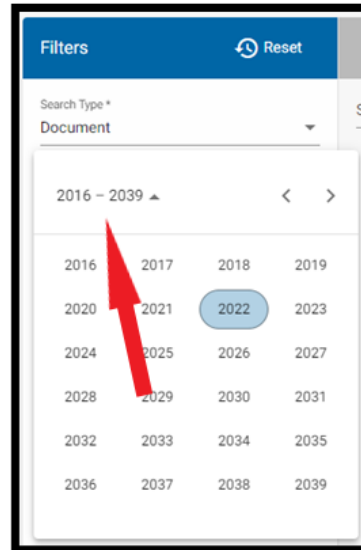 Filters Reset
Search Type *
Document
S
2016 – 2039
2016 2017 2018 2019
2020 2021 2022 2023
2024 2025 2026 2027
2028 2029 2030 2031
2032 2033 2034 2035
2036 2037 2038 2039